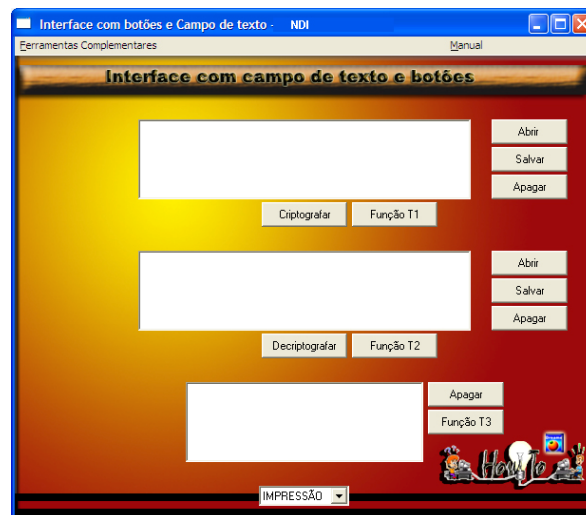 Interface com botões e Campo de texto - NDI
Ferramentas Complementares Manual
Interface com campo de texto e botões
Abrir
Salvar
Apagar
Criptografar Função T1
Abrir
Salvar
Apagar
Decriptografar Função T2
Apagar
Função T3
HowTo
IMPRESSÃO